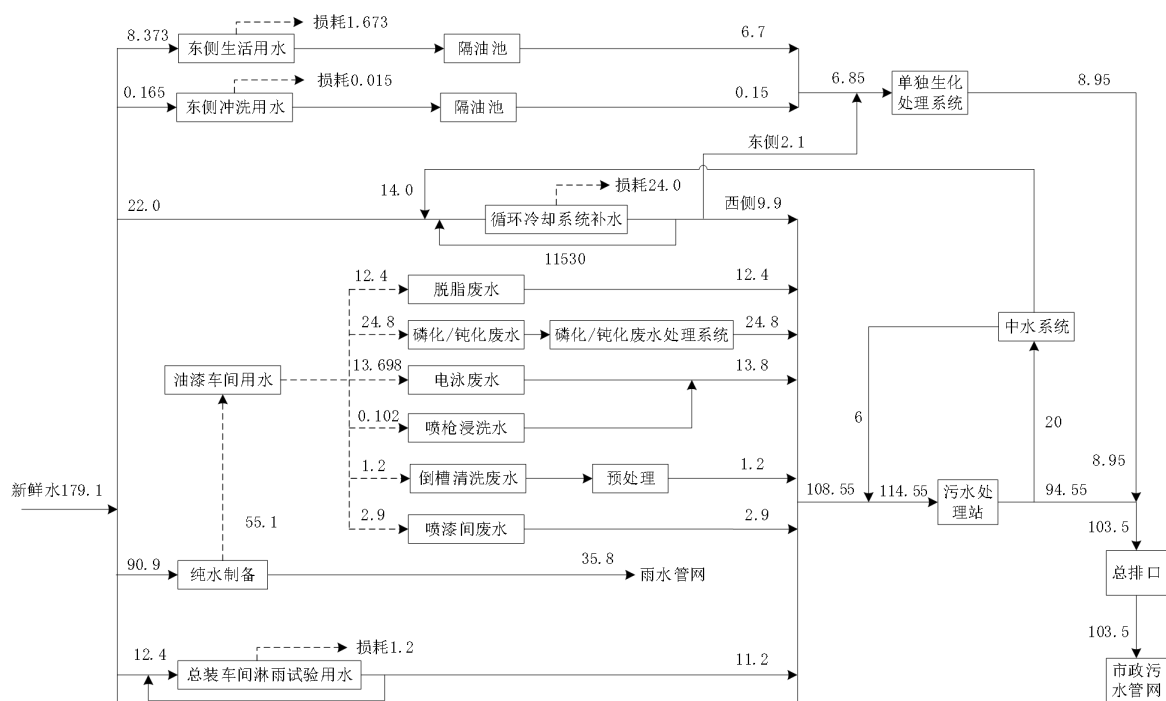 损耗1.673
8.373
东侧生活用水
隔油池
6.7
损耗0.015
0.165
东侧冲洗用水
隔油池
0.15
6.85
单独生化
处理系统
8.95
东侧2.1
14.0
损耗24.0
22.0
循环冷却系统补水
西侧9.9
11530
12.4
脱脂废水
12.4
24.8
磷化/钝化废水
磷化/钝化废水处理系统
24.8
中水系统
油漆车间用水
13.698
电泳废水
13.8
0.102
喷枪浸洗水
6
20
1.2
倒槽清洗废水
预处理
1.2
8.95
新鲜水179.1
55.1
2.9
喷漆间废水
2.9
108.55
114.55
污水处
理站
94.55
103.5
90.9
纯水制备
35.8
雨水管网
总排口
103.5
12.4
损耗1.2
总装车间淋雨试验用水
11.2
市政污
水管网